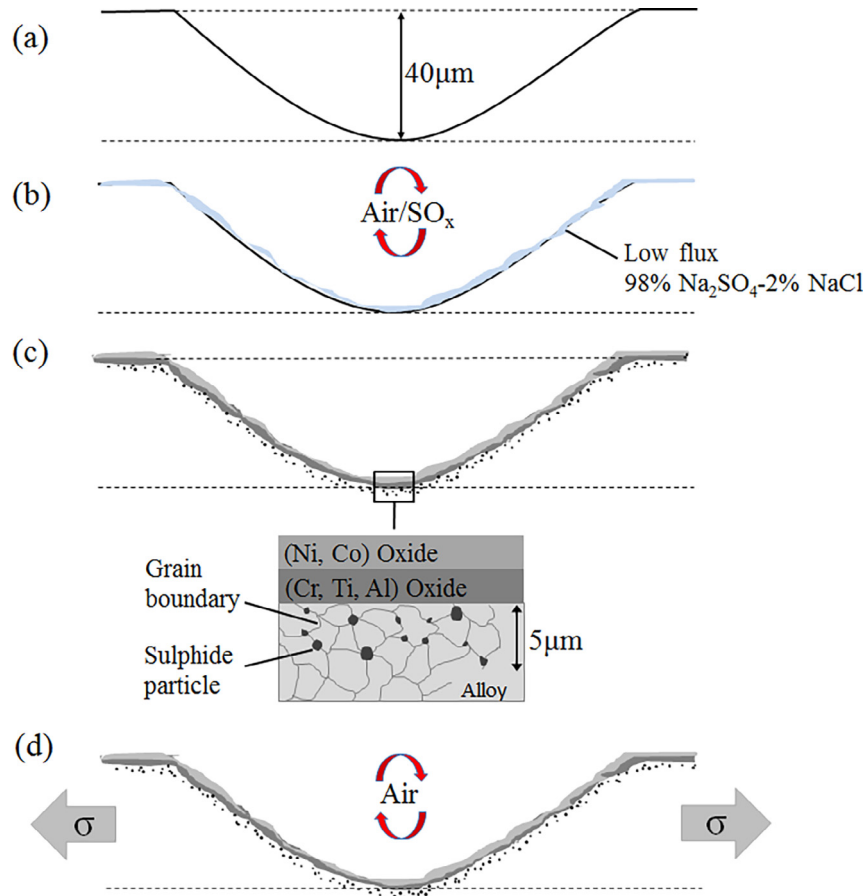 (a)
40µm
(b)
Air/SOₓ
Low flux
98% Na₂SO₄-2% NaCl
(c)
(Ni, Co) Oxide
(Cr, Ti, Al) Oxide
Grain
boundary
Sulphide
particle
5µm
Alloy
(d)
Air
σ
σ